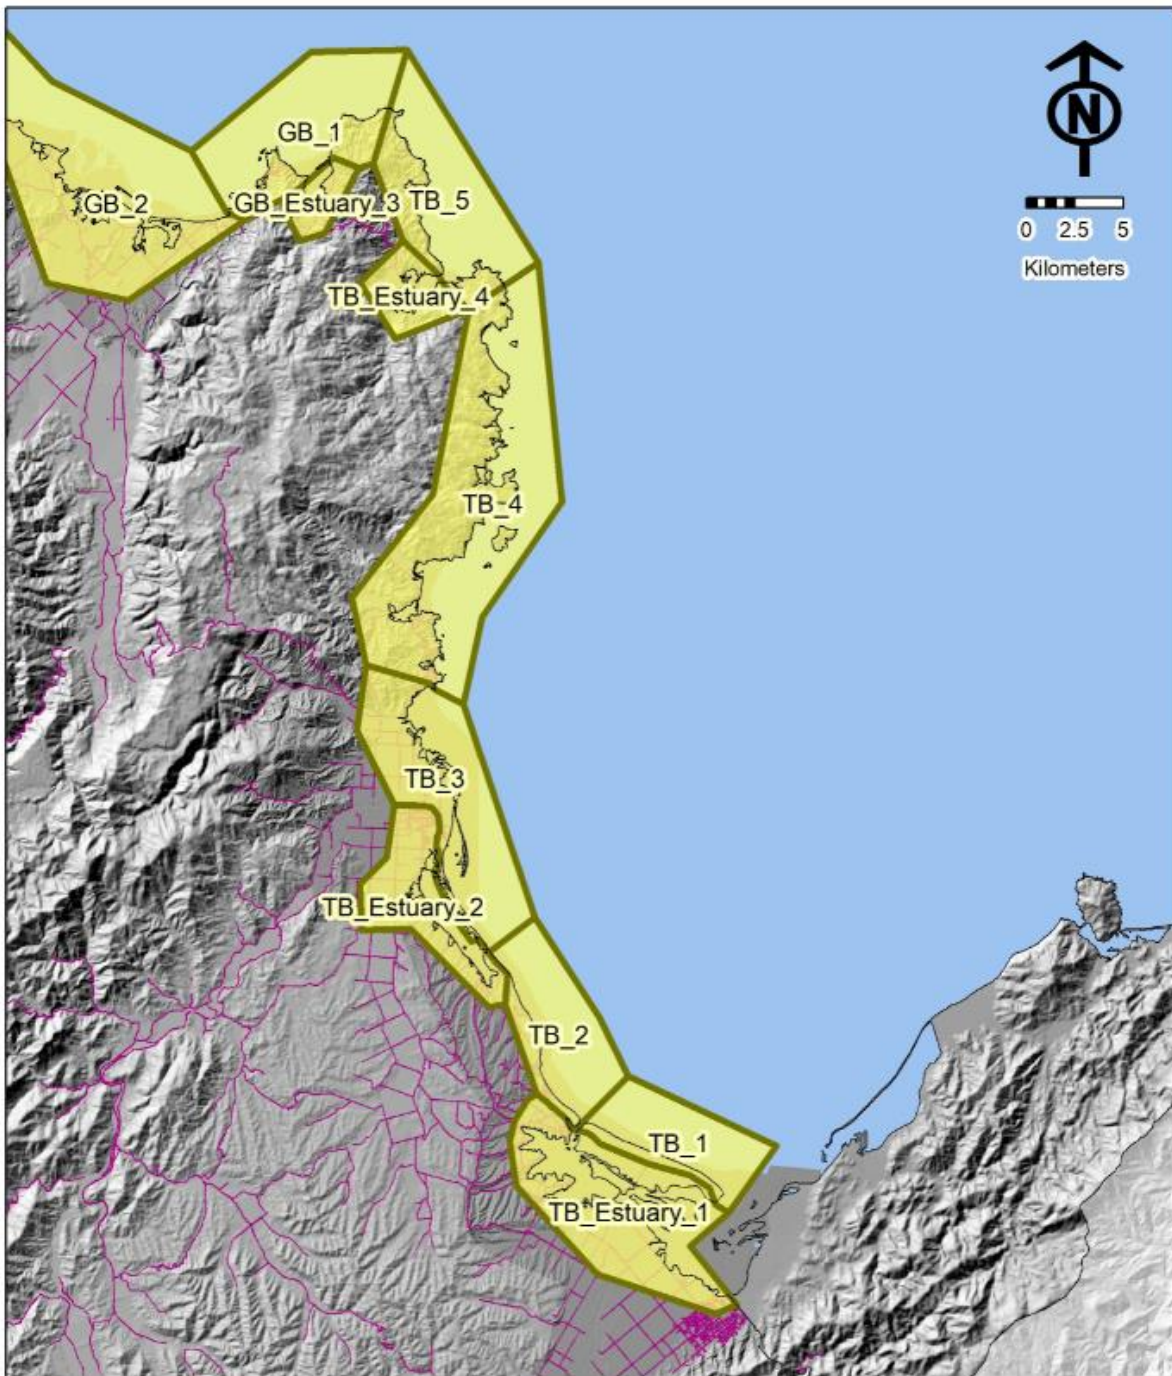 N
0 2.5 5
Kilometers
GB_1
GB_2
GB_Estuary_3
TB_5
TB_Estuary_4
TB_4
TB_3
TB_Estuary_2
TB_2
TB_1
TB_Estuary_1